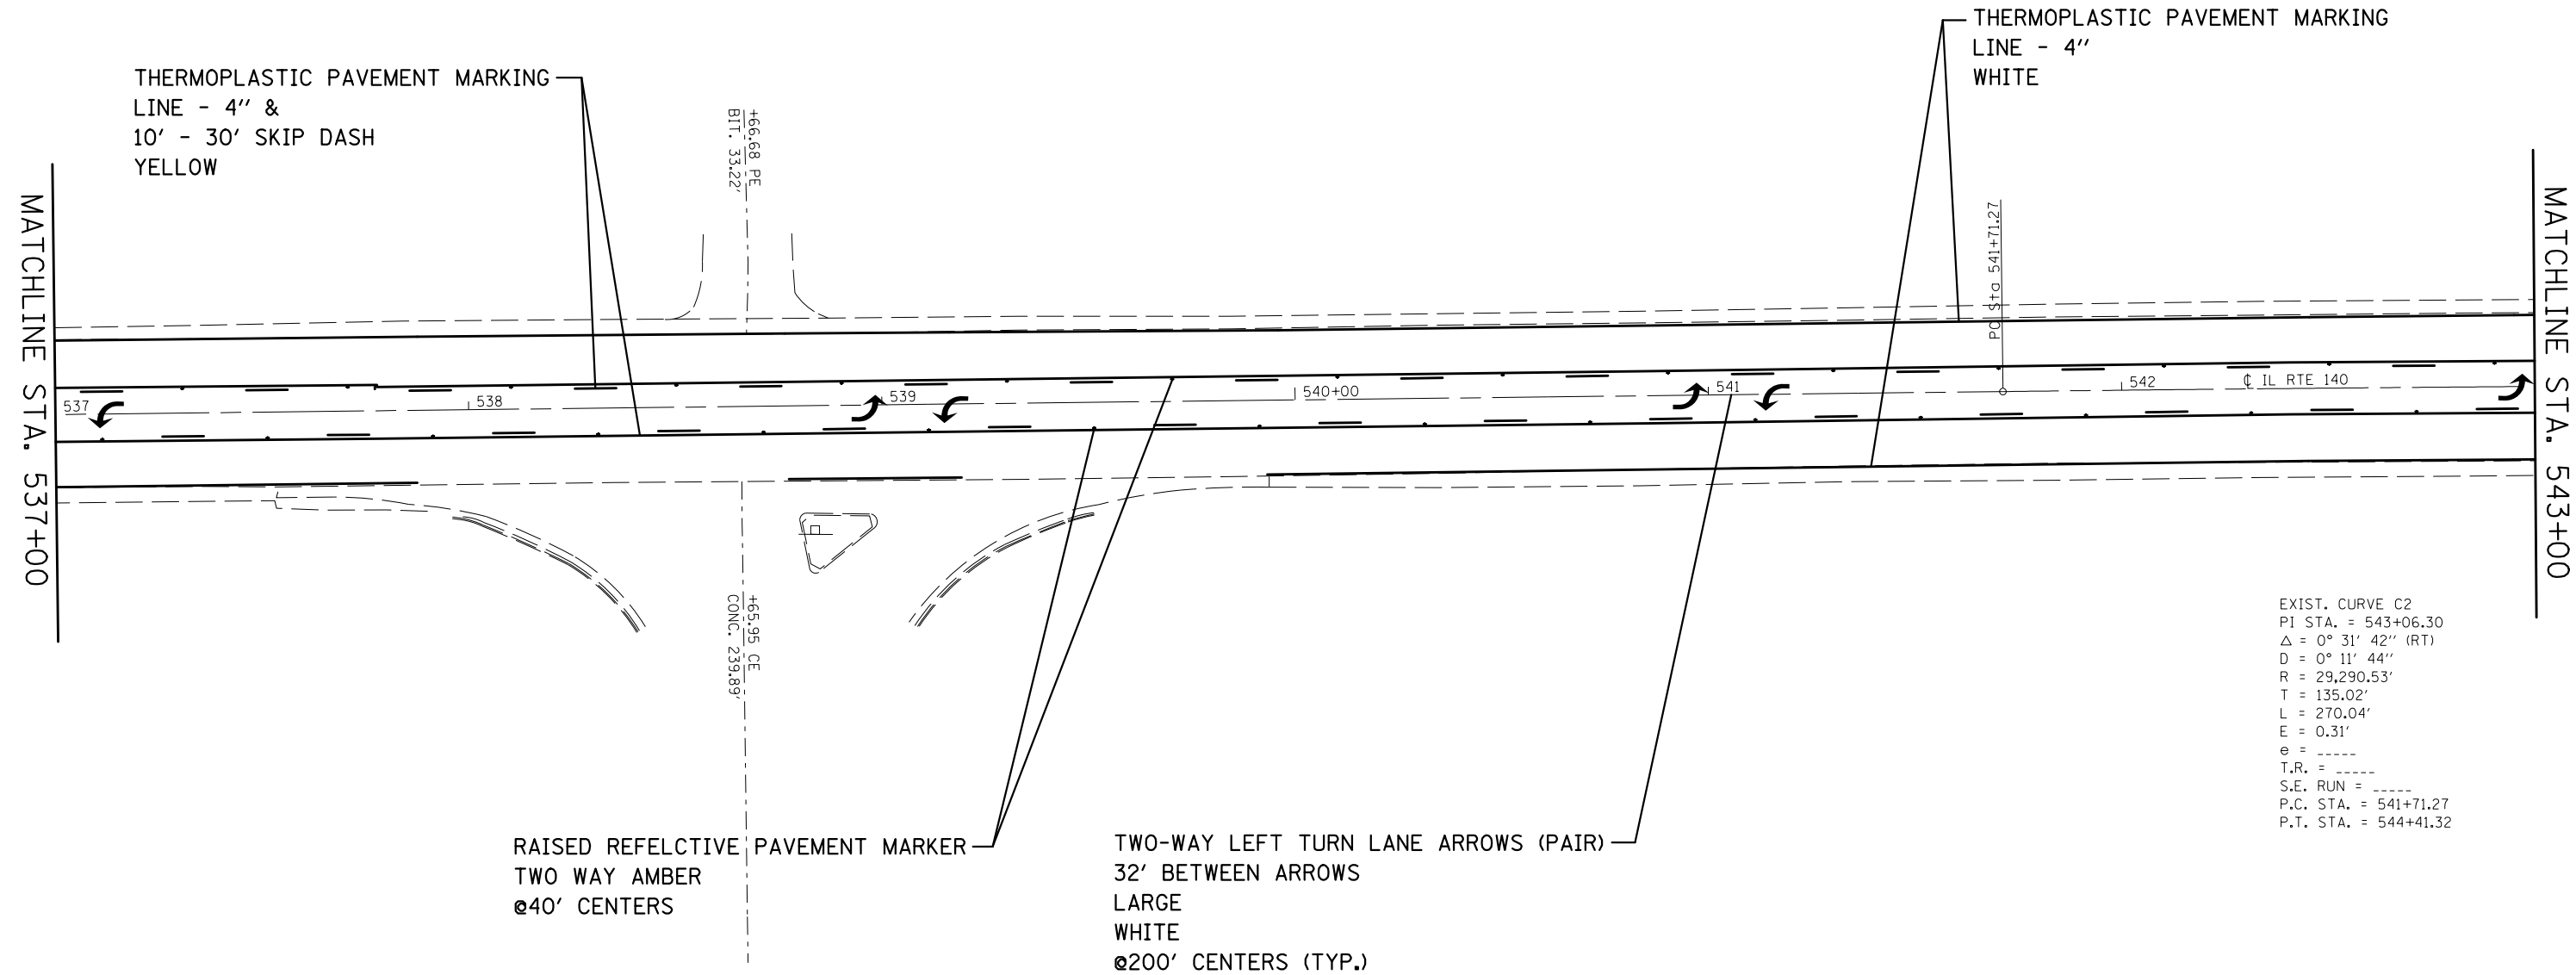 THERMOPLASTIC PAVEMENT MARKING
LINE - 4"
WHITE
THERMOPLASTIC PAVEMENT MARKING
LINE - 4" &
10' - 30' SKIP DASH
YELLOW
+66.68 PE
BIT. 33.22'
MATCHLINE STA. 537+00
MATCHLINE STA. 543+00
PC Sta 541+71.27
537
538
539
540+00
541
542
℄ IL RTE 140
+65.95 CE
CONC. 239.89'
EXIST. CURVE C2
PI STA. = 543+06.30
△ = 0° 31' 42" (RT)
D = 0° 11' 44"
R = 29,290.53'
T = 135.02'
L = 270.04'
E = 0.31'
e = _____
T.R. = _____
S.E. RUN = _____
P.C. STA. = 541+71.27
P.T. STA. = 544+41.32
RAISED REFELCTIVE PAVEMENT MARKER
TWO WAY AMBER
@40' CENTERS
TWO-WAY LEFT TURN LANE ARROWS (PAIR)
32' BETWEEN ARROWS
LARGE
WHITE
@200' CENTERS (TYP.)